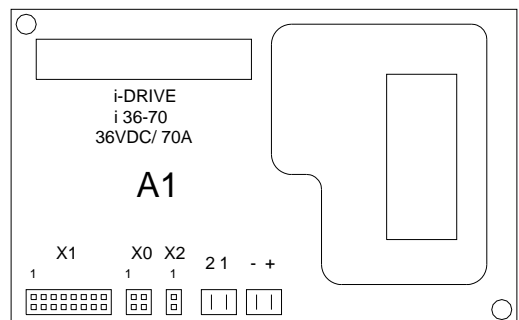 i-DRIVE
i 36-70
36VDC/ 70A
A1
X1 X0 X2 2 1 - +
1 1 1